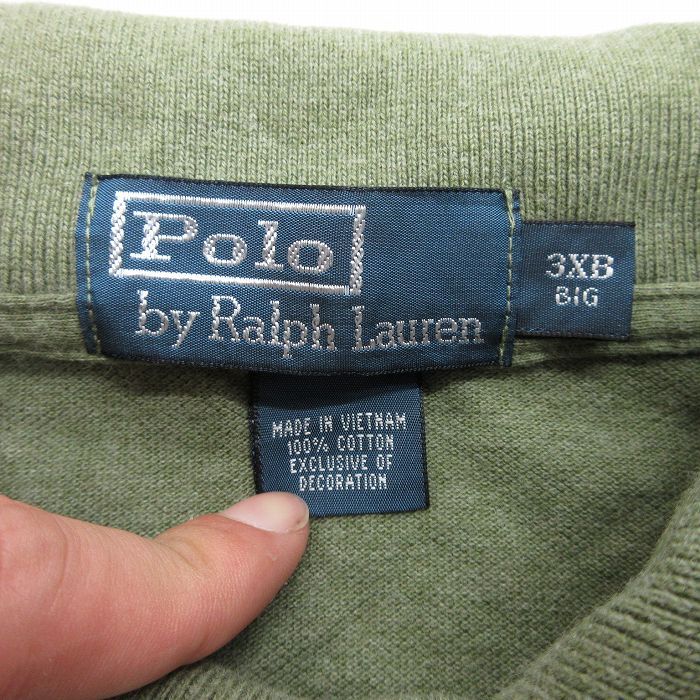 Polo
by Ralph Lauren
3XB
BIG
MADE IN VIETNAM
100% COTTON
EXCLUSIVE OF
DECORATION